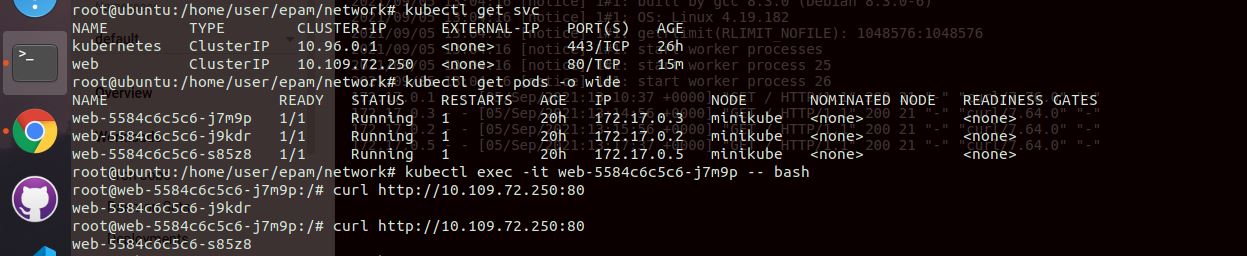 root@ubuntu:/home/user/epam/network# kubectl get svc
NAME TYPE CLUSTER-IP EXTERNAL-IP PORT(S) AGE
kubernetes ClusterIP 10.96.0.1 <none> 443/TCP 26h
web ClusterIP 10.109.72.250 <none> 80/TCP 15m
root@ubuntu:/home/user/epam/network# kubectl get pods -o wide
NAME READY STATUS RESTARTS AGE IP NODE NOMINATED NODE READINESS GATES
web-5584c6c5c6-j7m9p 1/1 Running 1 20h 172.17.0.3 minikube <none> <none>
web-5584c6c5c6-j9kdr 1/1 Running 1 20h 172.17.0.2 minikube <none> <none>
web-5584c6c5c6-s85z8 1/1 Running 1 20h 172.17.0.5 minikube <none> <none>
root@ubuntu:/home/user/epam/network# kubectl exec -it web-5584c6c5c6-j7m9p -- bash
root@web-5584c6c5c6-j7m9p:/# curl http://10.109.72.250:80
web-5584c6c5c6-j9kdr
root@web-5584c6c5c6-j7m9p:/# curl http://10.109.72.250:80
web-5584c6c5c6-s85z8